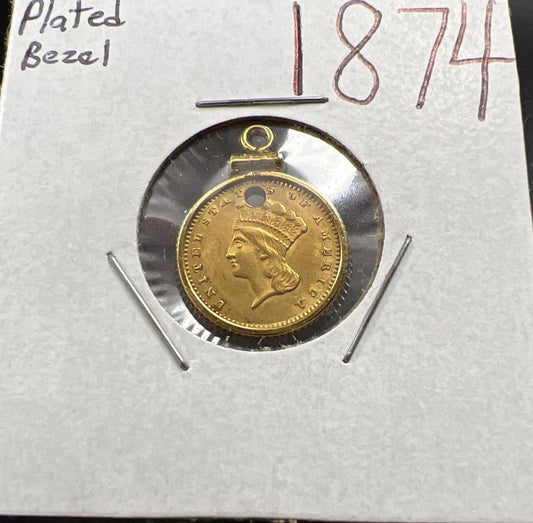 Plated
Bezel
1874
UNITED STATES OF AMERICA